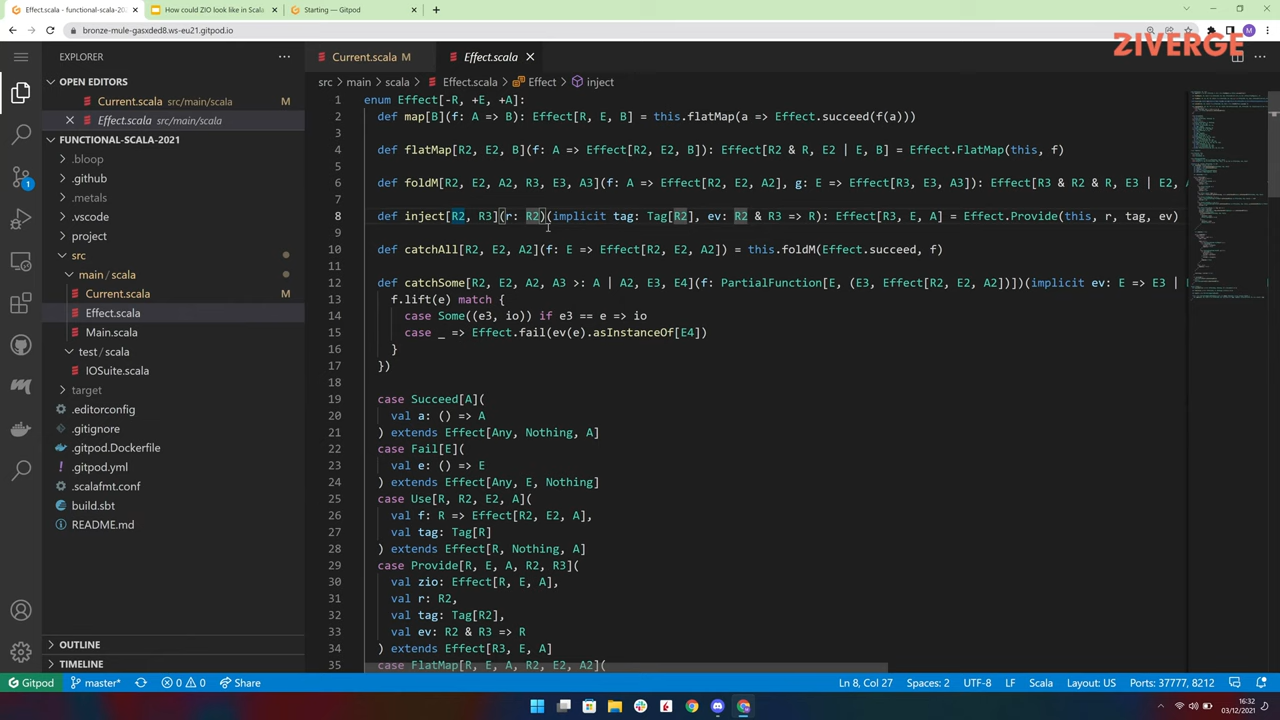 Effect.scala - functional-scala-20
How could ZIO look like in Scala
Starting — Gitpod
bronze-mule-gasxded8.ws-eu21.gitpod.io
M
ZIVERGE
EXPLORER
Current.scala M
Effect.scala
OPEN EDITORS
src > main > scala > Effect.scala > Effect > inject
Current.scala src/main/scala M
Effect.scala src/main/scala
FUNCTIONAL-SCALA-2021
.bloop
.github
.metals
.vscode
project
src
main / scala
Current.scala M
Effect.scala
Main.scala
test / scala
IOSuite.scala
target
.editorconfig
.gitignore
.gitpod.Dockerfile
.gitpod.yml
.scalafmt.conf
build.sbt
README.md
OUTLINE
TIMELINE
1
1 enum Effect[-R, +E,
2 def map[B](f: A => B): Effect[R, E, B] = this.flatMap(a => Effect.succeed(f(a)))
3
4 def flatMap[R2, E2, B](f: A => Effect[R2, E2, B]): Effect[R2 & R, E2 | E, B] = Effect.FlatMap(this, f)
5
6 def foldM[R2, E2, A2, R3, E3, A3](f: A => Effect[R2, E2, A2], g: E => Effect[R3, E3, A3]): Effect[R3 & R2 & R, E3 | E2, A
7
8 def inject[R2, R3](r: R2)(implicit tag: Tag[R2], ev: R2 & R3 => R): Effect[R3, E, A] = Effect.Provide(this, r, tag, ev)
9
10 def catchAll[R2, E2, A2](f: E => Effect[R2, E2, A2]) = this.foldM(Effect.succeed,
11
12 def catchSome[R2, E2, A2, A3 >: A | A2, E3, E4](f: PartialFunction[E, (E3, Effect[R2, E2, A2])])(implicit ev: E => E3 |
13 f.lift(e) match
14 case Some((e3, io)) if e3 == e => io
15 case _ => Effect.fail(ev(e).asInstanceOf[E4])
16 }
17 })
18
19 case Succeed[A](
20 val a: () => A
21 ) extends Effect[Any, Nothing, A]
22 case Fail[E](
23 val e: () => E
24 ) extends Effect[Any, E, Nothing]
25 case Use[R, R2, E2, A](
26 val f: R => Effect[R2, E2, A],
27 val tag: Tag[R]
28 ) extends Effect[R, Nothing, A]
29 case Provide[R, E, A, R2, R3](
30 val zio: Effect[R, E, A],
31 val r: R2,
32 val tag: Tag[R2],
33 val ev: R2 & R3 => R
34 ) extends Effect[R3, E, A]
35 case FlatMap[R, E, A, R2, E2, A2](
Gitpod
master*
0
0
Share
Ln 8, Col 27
Spaces: 2
UTF-8
LF
Scala
Layout: US
Ports: 37777, 8212
16:32
03/12/2021